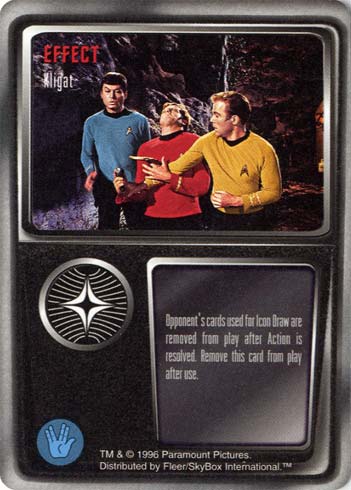 EFFECT
Kligat
Opponent's cards used for Icon Draw are
removed from play after Action is
resolved. Remove this card from play
after use.
TM & © 1996 Paramount Pictures.
Distributed by Fleer/SkyBox International.™